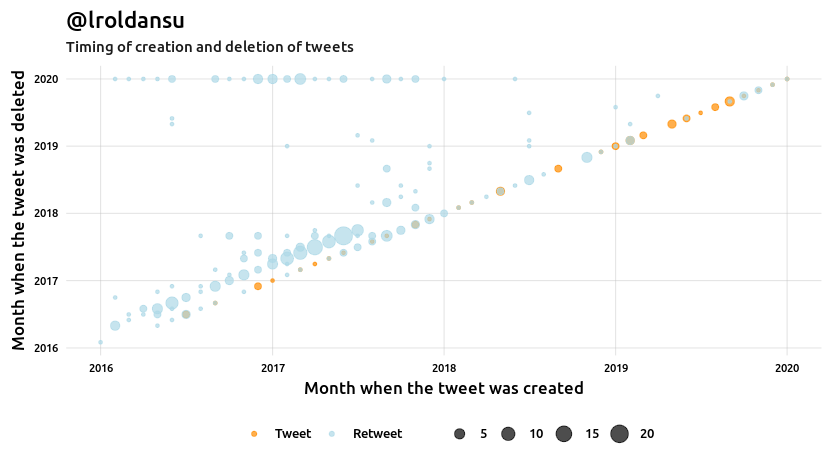 @lroldansu
Timing of creation and deletion of tweets
Month when the tweet was deleted
2020
2019
2018
2017
2016
2016 2017 2018 2019 2020
Month when the tweet was created
Tweet Retweet 5 10 15 20